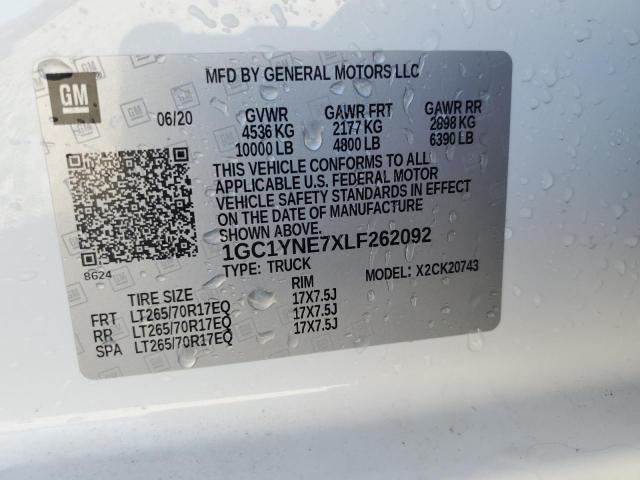 GM
MFD BY GENERAL MOTORS LLC
06/20
GVWR GAWR FRT GAWR RR
4536 KG 2177 KG 2898 KG
10000 LB 4800 LB 6390 LB
THIS VEHICLE CONFORMS TO ALL
APPLICABLE U.S. FEDERAL MOTOR
VEHICLE SAFETY STANDARDS IN EFFECT
ON THE DATE OF MANUFACTURE
SHOWN ABOVE.
1GC1YNE7XLF262092
8G24
TYPE: TRUCK MODEL: X2CK20743
TIRE SIZE RIM
FRT LT265/70R17EQ 17X7.5J
RR LT265/70R17EQ 17X7.5J
SPA LT265/70R17EQ 17X7.5J